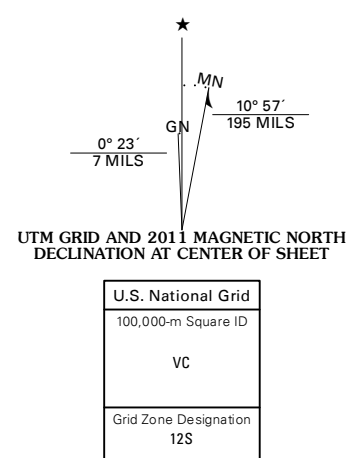 ★
MN
10° 57´
195 MILS
GN
0° 23´
7 MILS
UTM GRID AND 2011 MAGNETIC NORTH
DECLINATION AT CENTER OF SHEET
U.S. National Grid
100,000-m Square ID
VC
Grid Zone Designation
12S